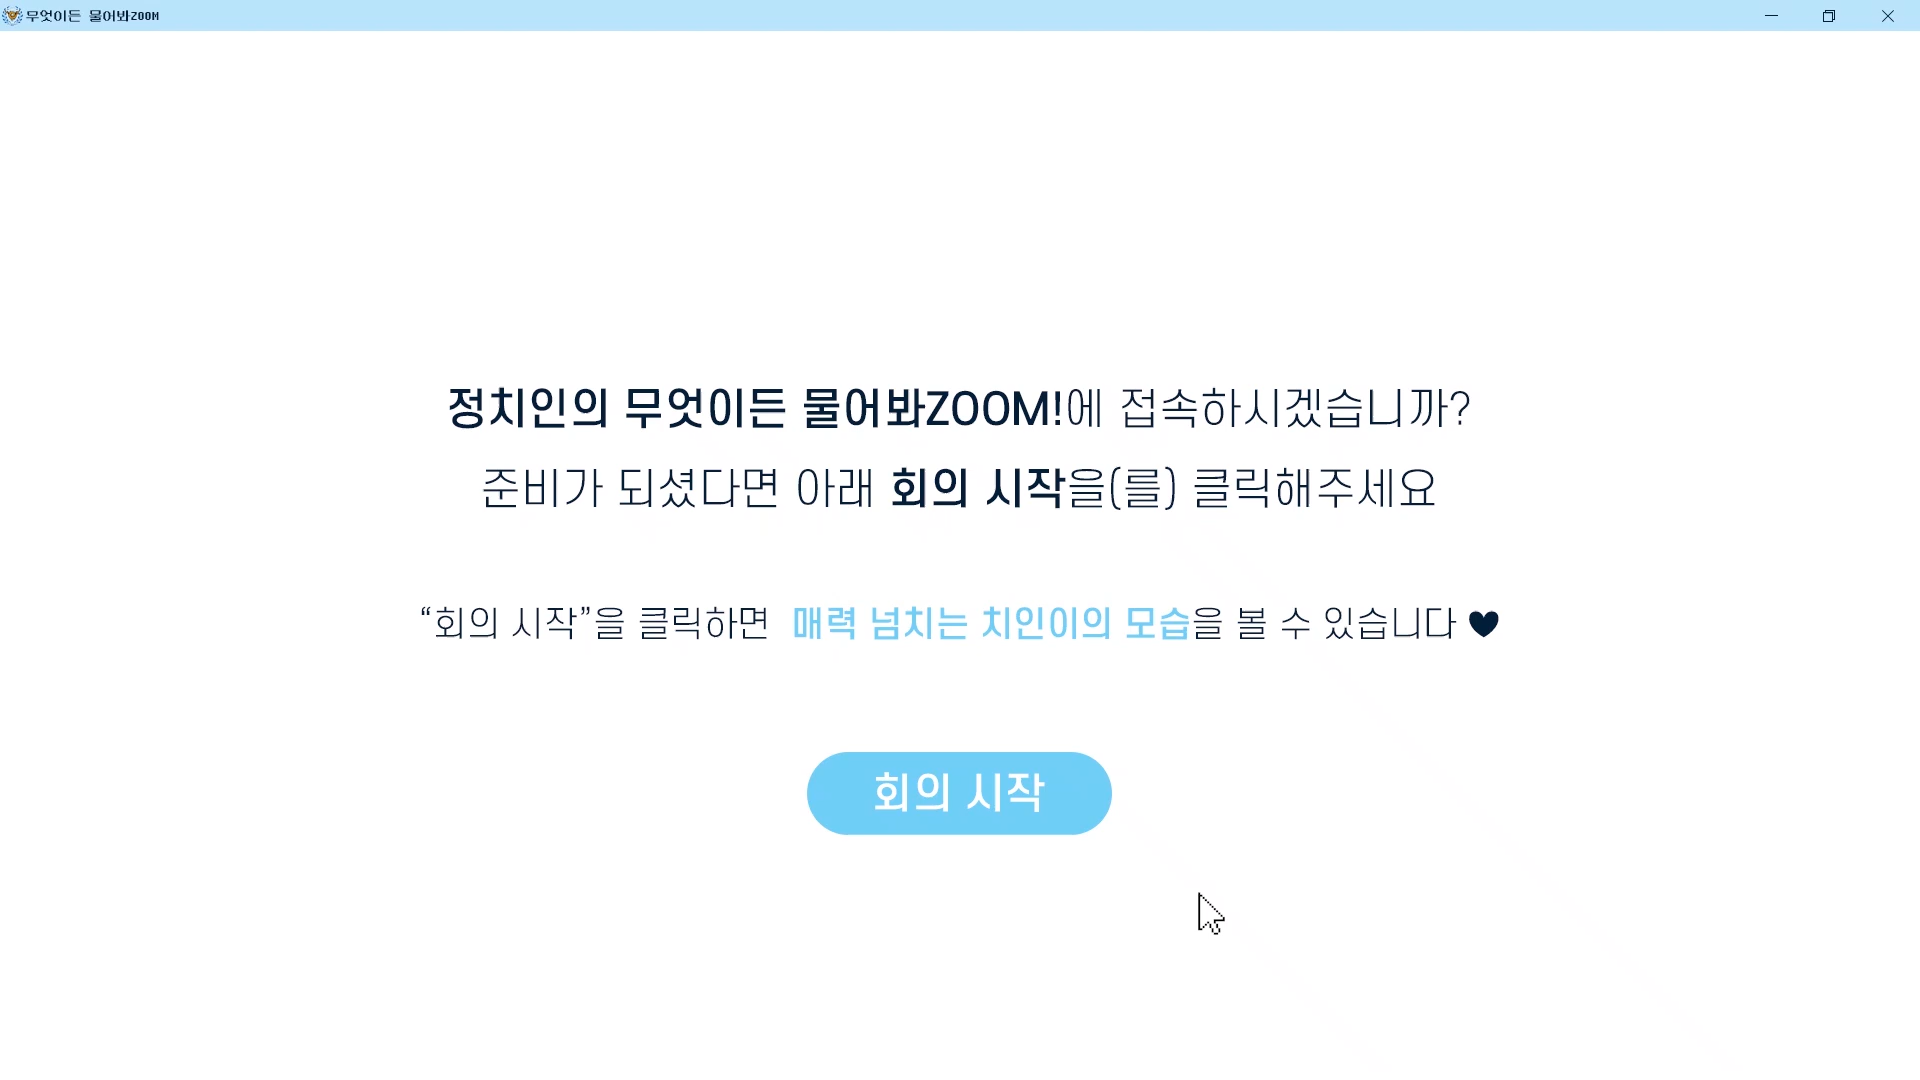 무엇이든 물어봐ZOOM
정치인의 무엇이든 물어봐ZOOM!에 접속하시겠습니까?
준비가 되셨다면 아래 회의 시작을(를) 클릭해주세요
“회의 시작”을 클릭하면 매력 넘치는 치인이의 모습을 볼 수 있습니다 ♥
회의 시작